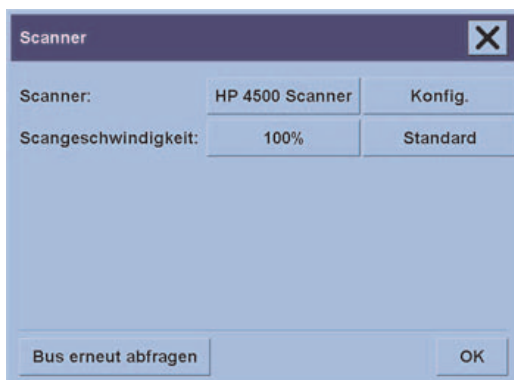 Scanner
Scanner: HP 4500 Scanner Konfig.
Scangeschwindigkeit: 100% Standard
Bus erneut abfragen OK